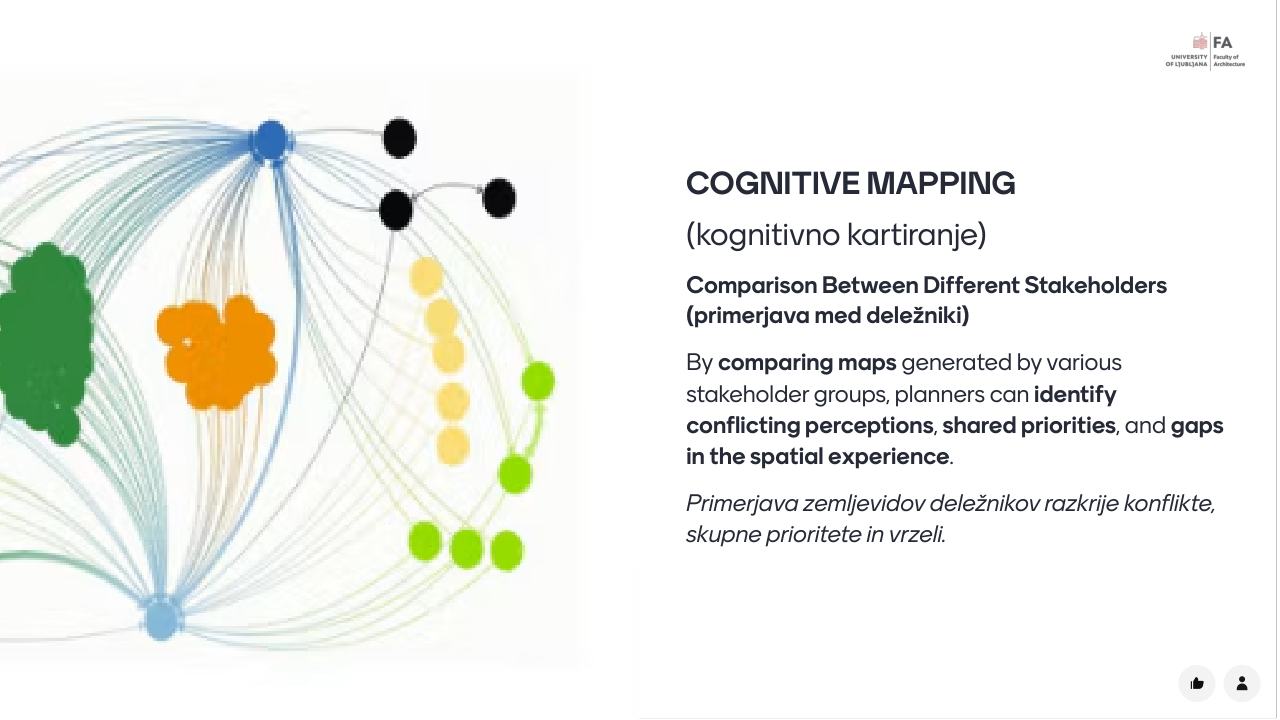 FA
UNIVERSITY
OF LJUBLJANA
Faculty of
Architecture
COGNITIVE MAPPING
(kognitivno kartiranje)
Comparison Between Different Stakeholders
(primerjava med deležniki)
By comparing maps generated by various
stakeholder groups, planners can identify
conflicting perceptions, shared priorities, and gaps
in the spatial experience.
Primerjava zemljevidov deležnikov razkrije konflikte,
skupne prioritete in vrzeli.